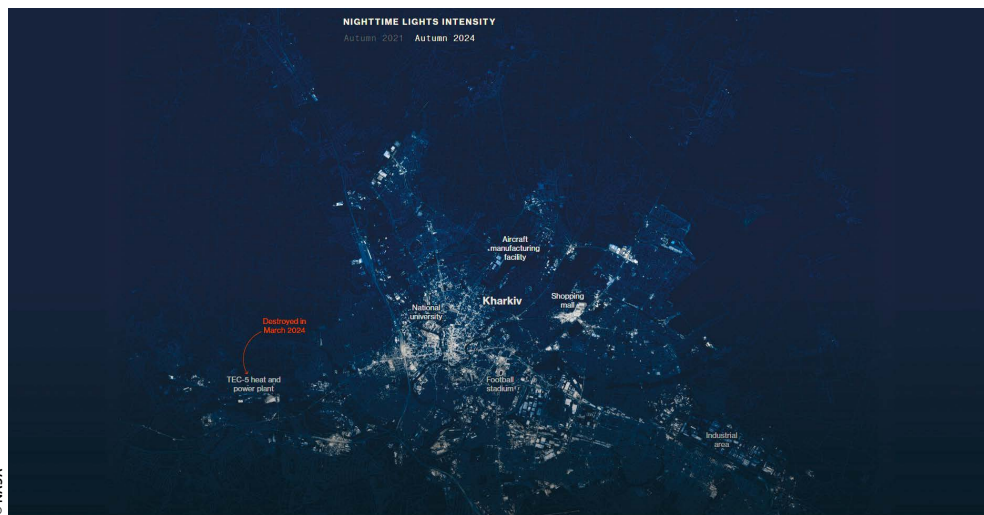 NIGHTTIME LIGHTS INTENSITY
Autumn 2021 Autumn 2024
Aircraft
manufacturing
facility
Kharkiv
Shopping
mall
National
university
Destroyed in
March 2024
TEC-5 heat and
power plant
Football
stadium
Industrial
area